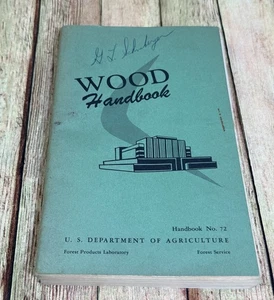 WOOD
Handbook
Handbook No. 72
U. S. DEPARTMENT OF AGRICULTURE
Forest Products Laboratory Forest Service